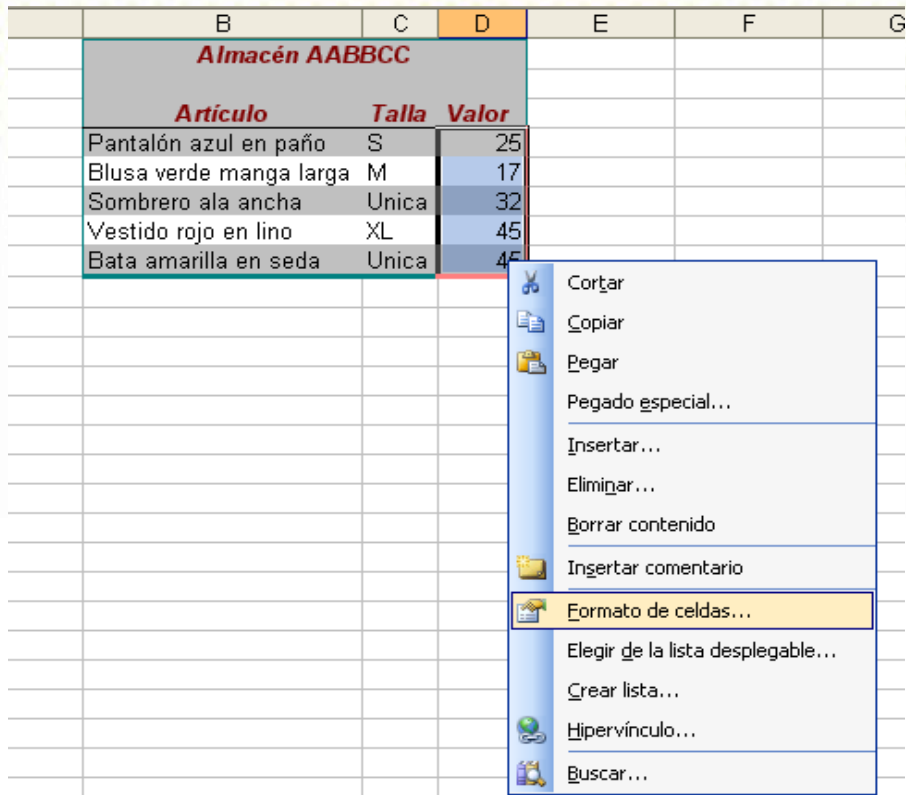 B C D E F G
Almacén AABBCC
Artículo Talla Valor
Pantalón azul en paño S 25
Blusa verde manga larga M 17
Sombrero ala ancha Unica 32
Vestido rojo en lino XL 45
Bata amarilla en seda Unica 45
Cortar
Copiar
Pegar
Pegado especial...
Insertar...
Eliminar...
Borrar contenido
Insertar comentario
Formato de celdas...
Elegir de la lista desplegable...
Crear lista...
Hipervínculo...
Buscar...